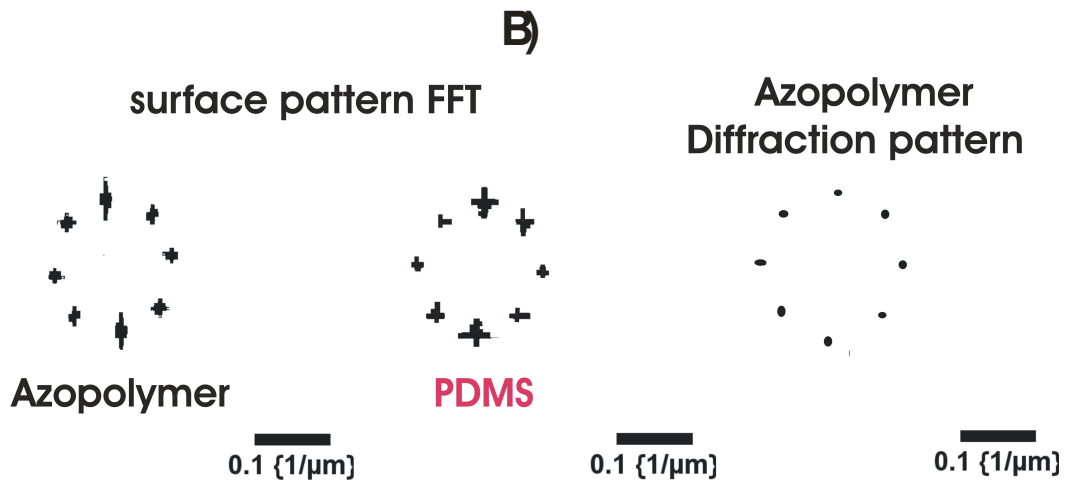 B)
surface pattern FFT
Azopolymer
Diffraction pattern
Azopolymer
PDMS
0.1 {1/µm}
0.1 {1/µm}
0.1 {1/µm}